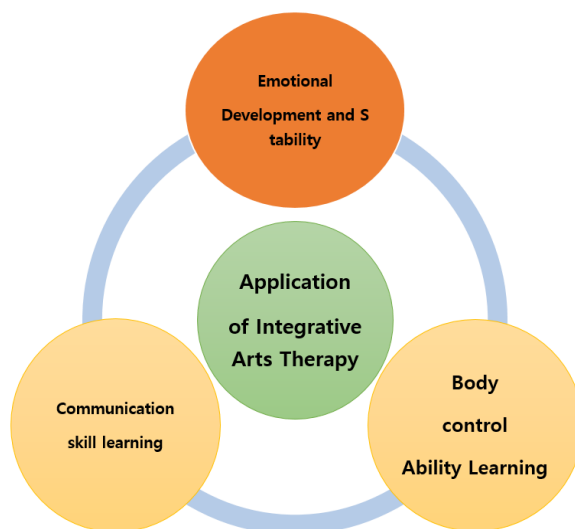 Emotional
Development and S
tability
Application
of Integrative
Arts Therapy
Communication
skill learning
Body
control
Ability Learning